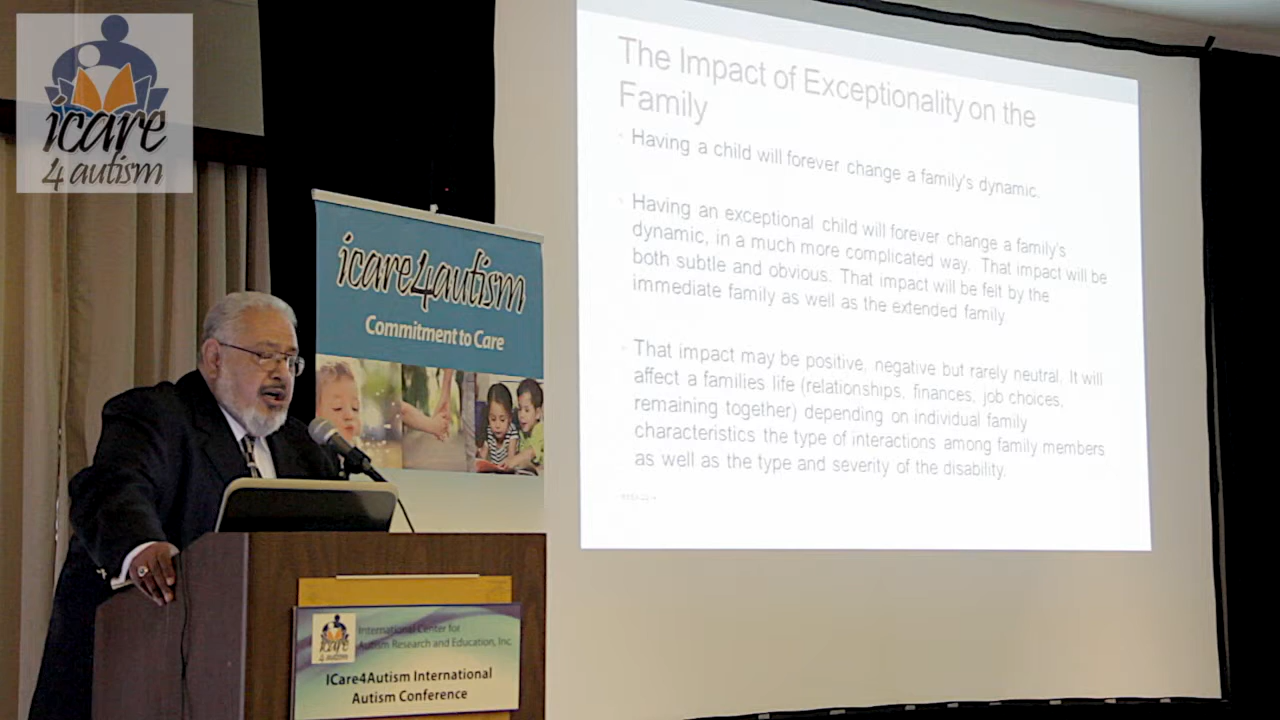 icare
4 autism
icare4autism
Commitment to Care
The Impact of Exceptionality on the
Family
Having a child will forever change a family's dynamic.
Having an exceptional child will forever change a family's
dynamic, in a much more complicated way. That impact will be
both subtle and obvious. That impact will be felt by the
immediate family as well as the extended family
That impact may be positive, negative but rarely neutral. It will
affect a families life (relationships, finances, job choices,
remaining together) depending on individual family
characteristics the type of interactions among family members
as well as the type and severity of the disability.
icare
4 autism
International Center for
Autism Research and Education, Inc.
ICare4Autism International
Autism Conference